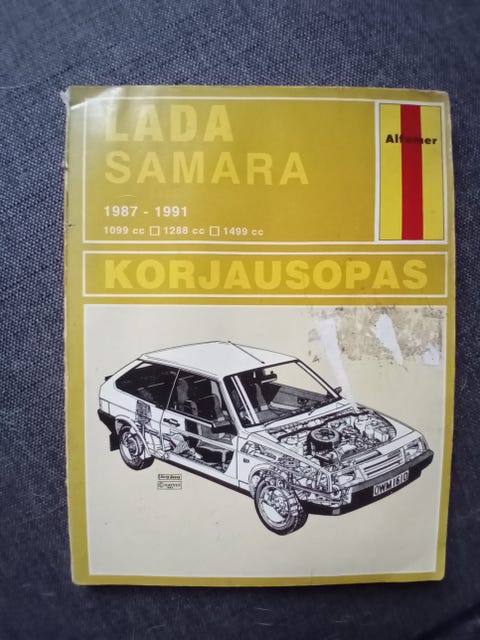 LADA
SAMARA
1987 - 1991
1099 cc □ 1288 cc □ 1499 cc
Alfamer
KORJAUSOPAS
OWM 161 D